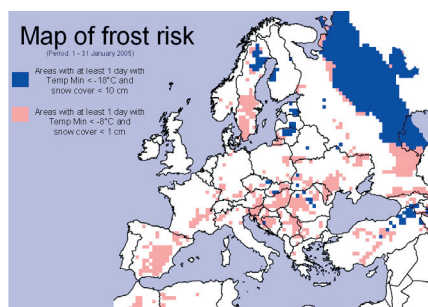 Map of frost risk
(Period: 1 - 31 January 2005)
Areas with at least 1 day with
Temp Min < -18°C and
snow cover < 10 cm
Areas with at least 1 day with
Temp Min < -8°C and
snow cover < 1 cm